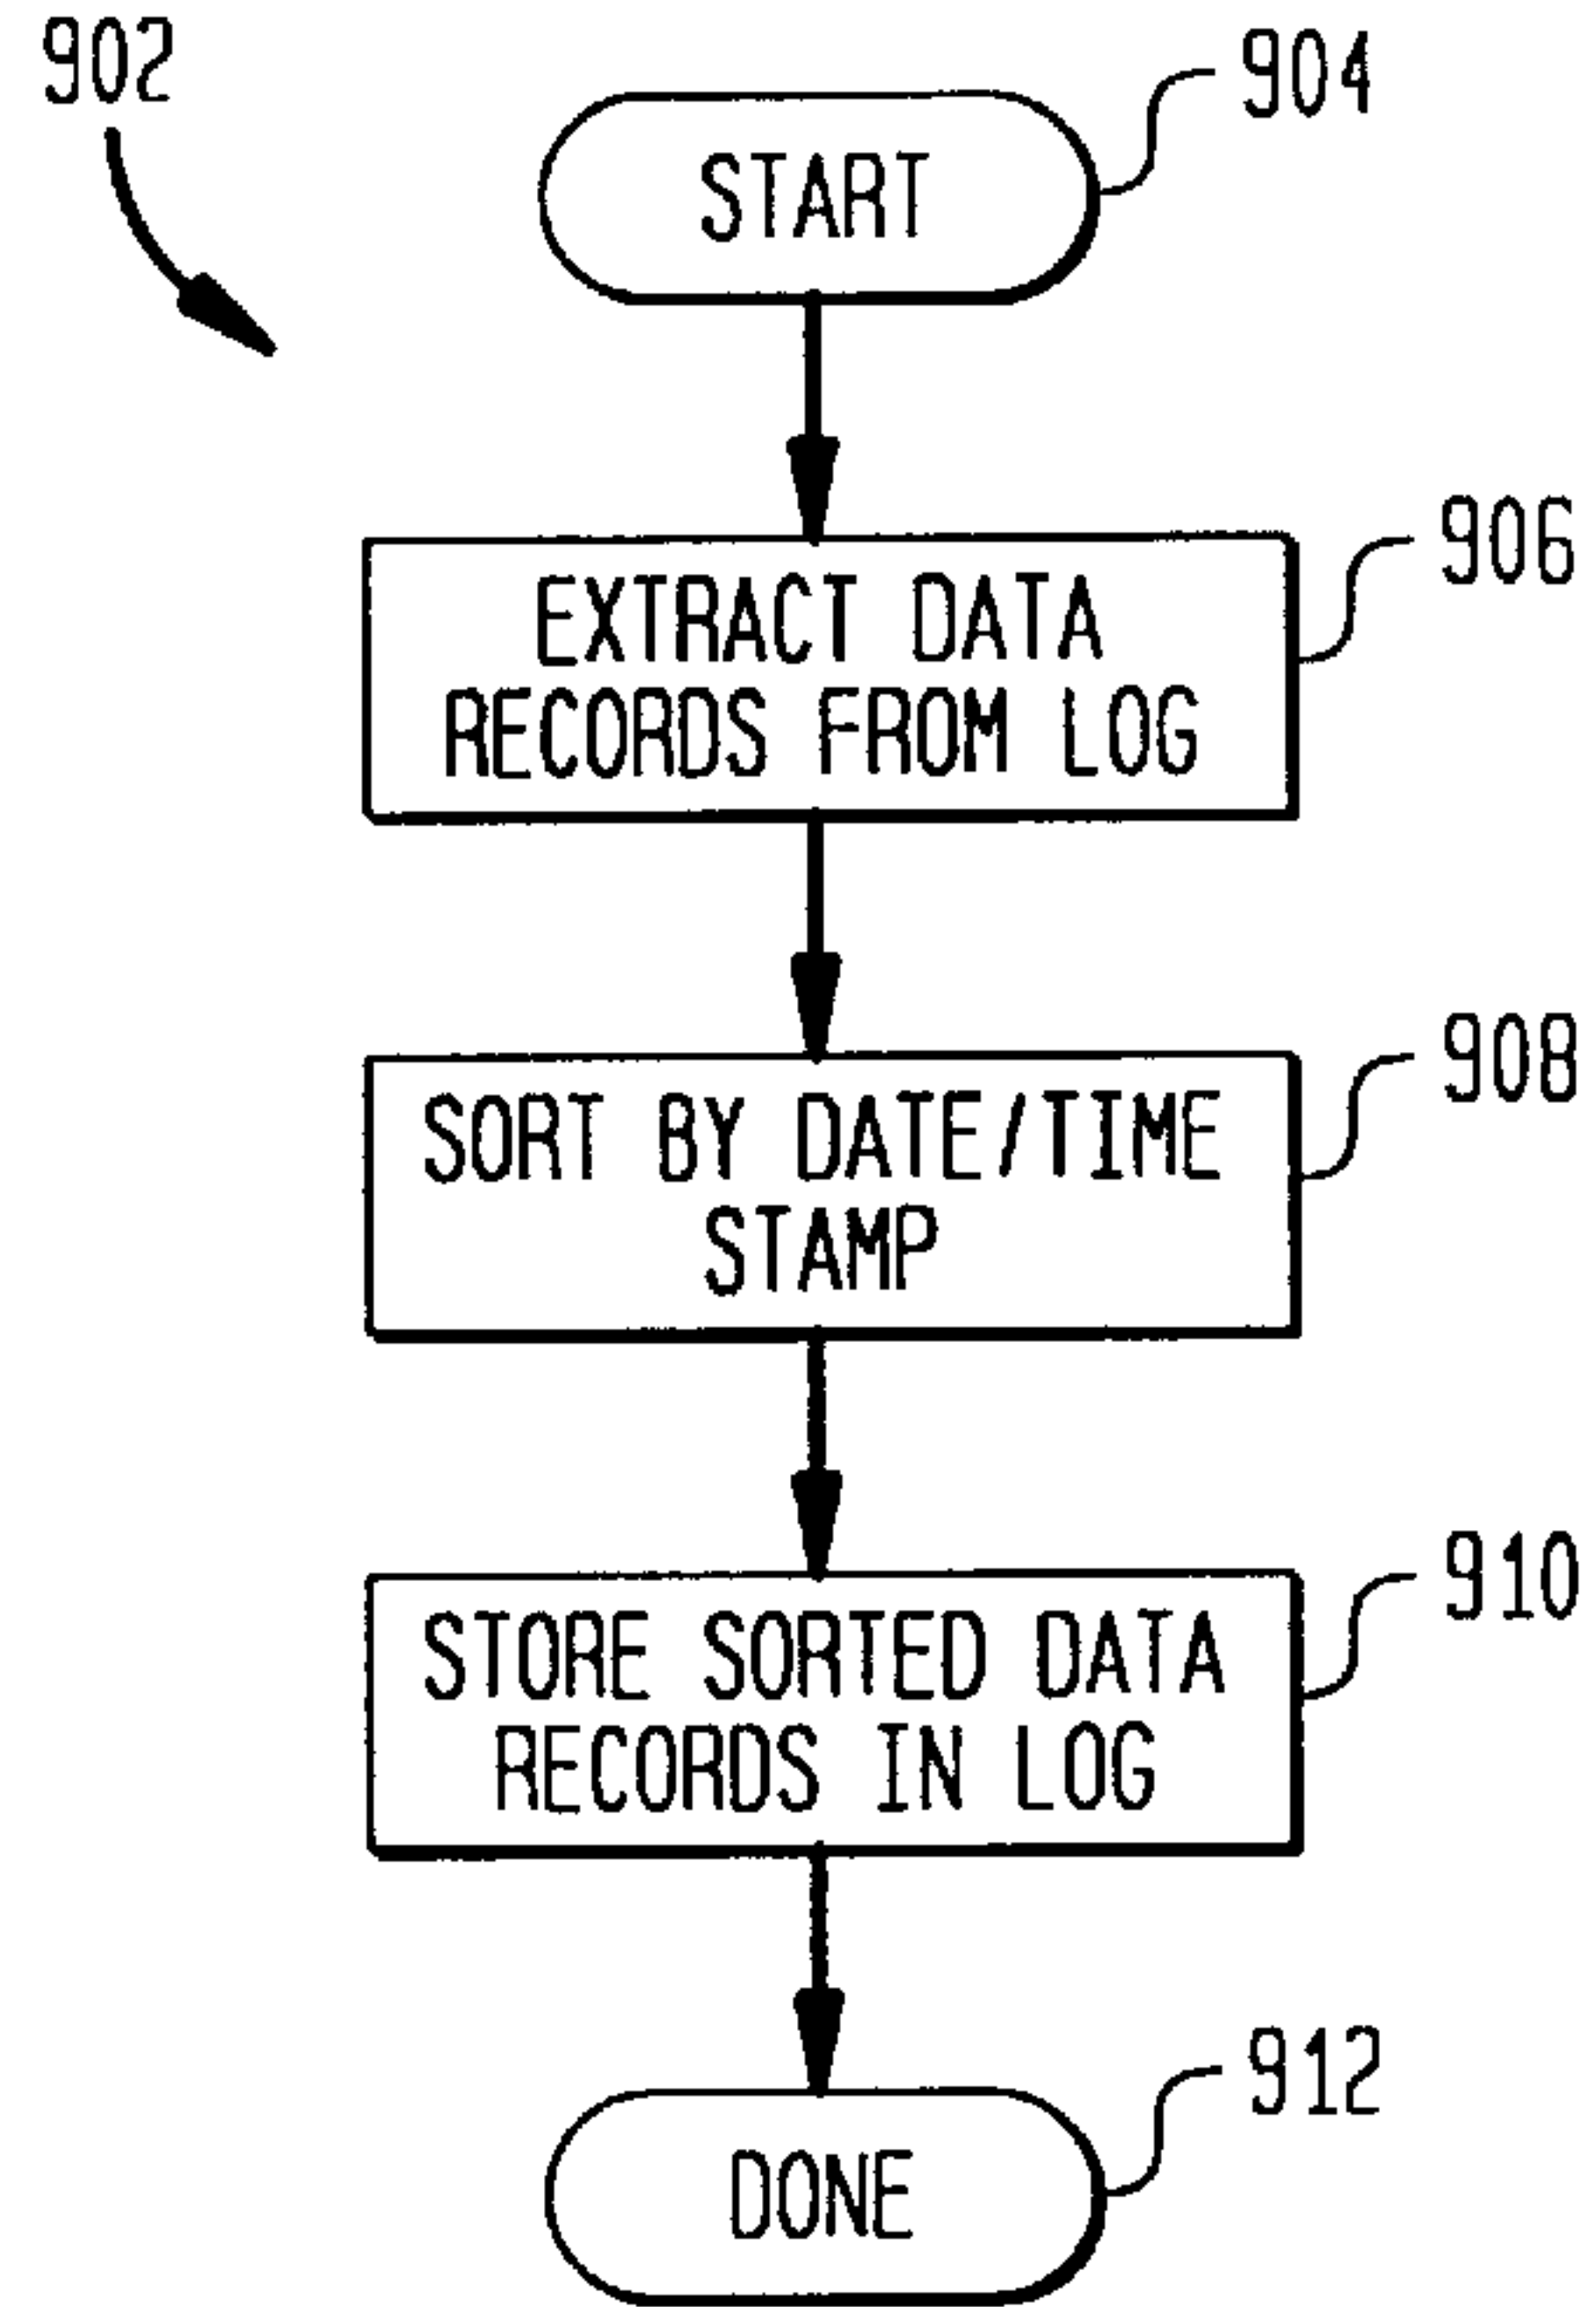 902
904
START
906
EXTRACT DATA
RECORDS FROM LOG
908
SORT BY DATE/TIME
STAMP
910
STORE SORTED DATA
RECORDS IN LOG
912
DONE